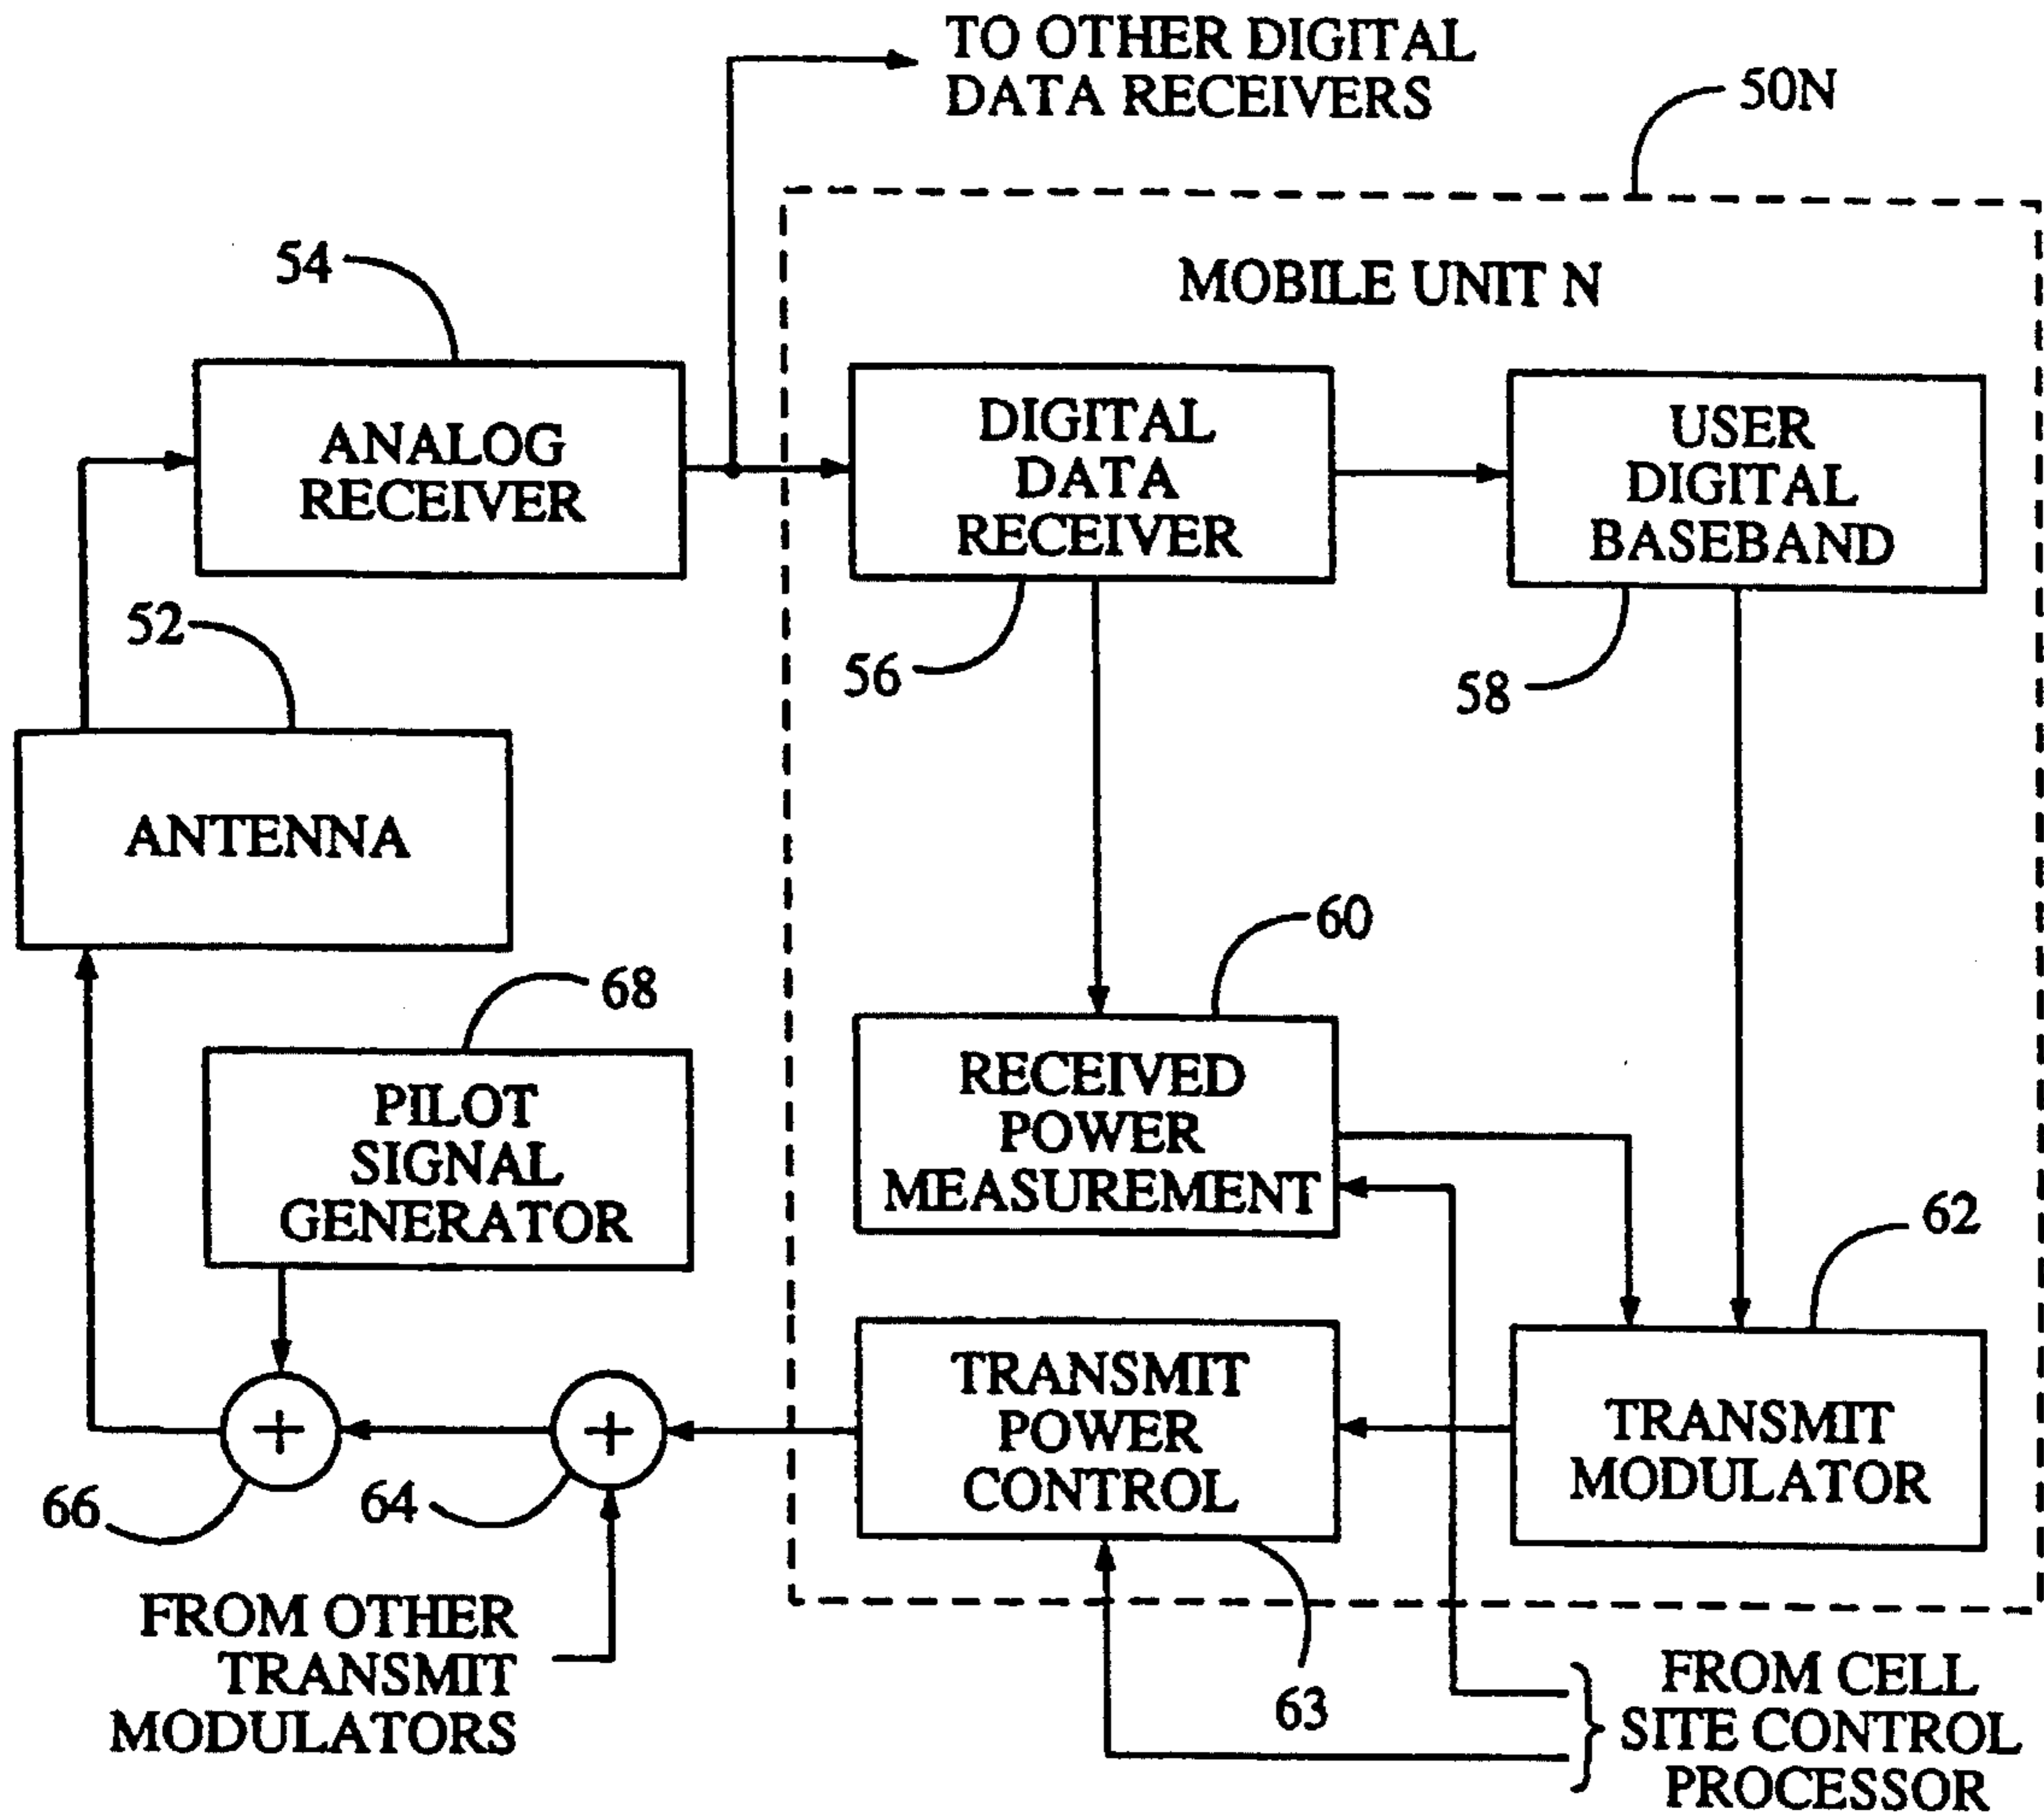 TO OTHER DIGITAL
DATA RECEIVERS
50N
MOBILE UNIT N
54
ANALOG
RECEIVER
DIGITAL
DATA
RECEIVER
USER
DIGITAL
BASEBAND
52
56
58
ANTENNA
60
68
RECEIVED
POWER
MEASUREMENT
PILOT
SIGNAL
GENERATOR
62
TRANSMIT
POWER
CONTROL
TRANSMIT
MODULATOR
+
+
66
64
FROM OTHER
TRANSMIT
MODULATORS
63
FROM CELL
SITE CONTROL
PROCESSOR